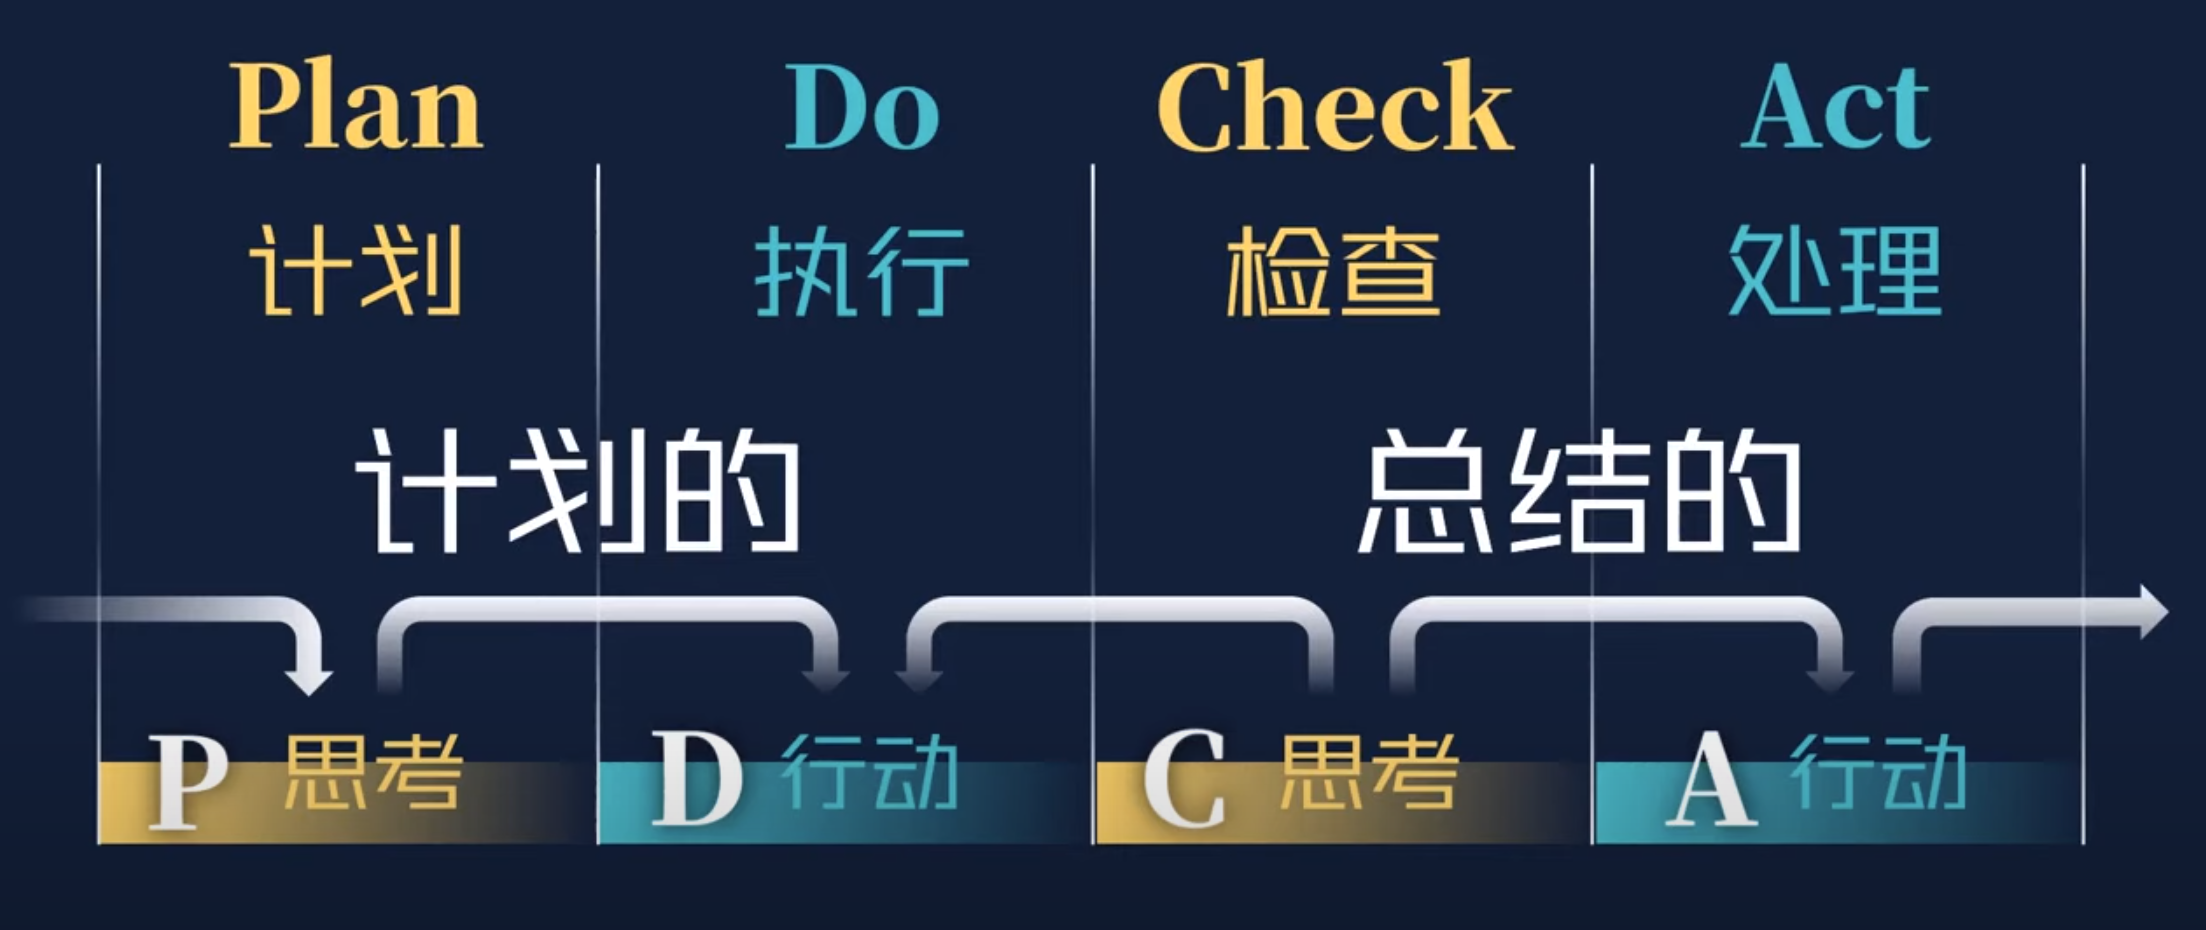 Plan Do Check Act
计划 执行 检查 处理
计划的 总结的
P 思考 D 行动 C 思考 A 行动